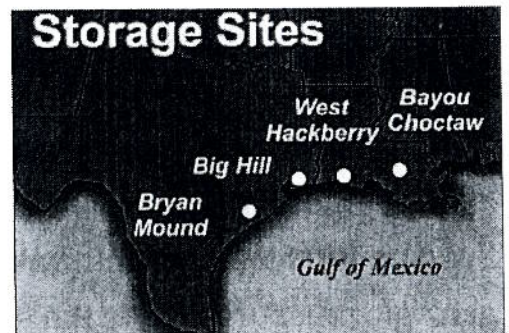 Storage Sites
West
Hackberry
Bayou
Choctaw
Big Hill
Bryan
Mound
Gulf of Mexico